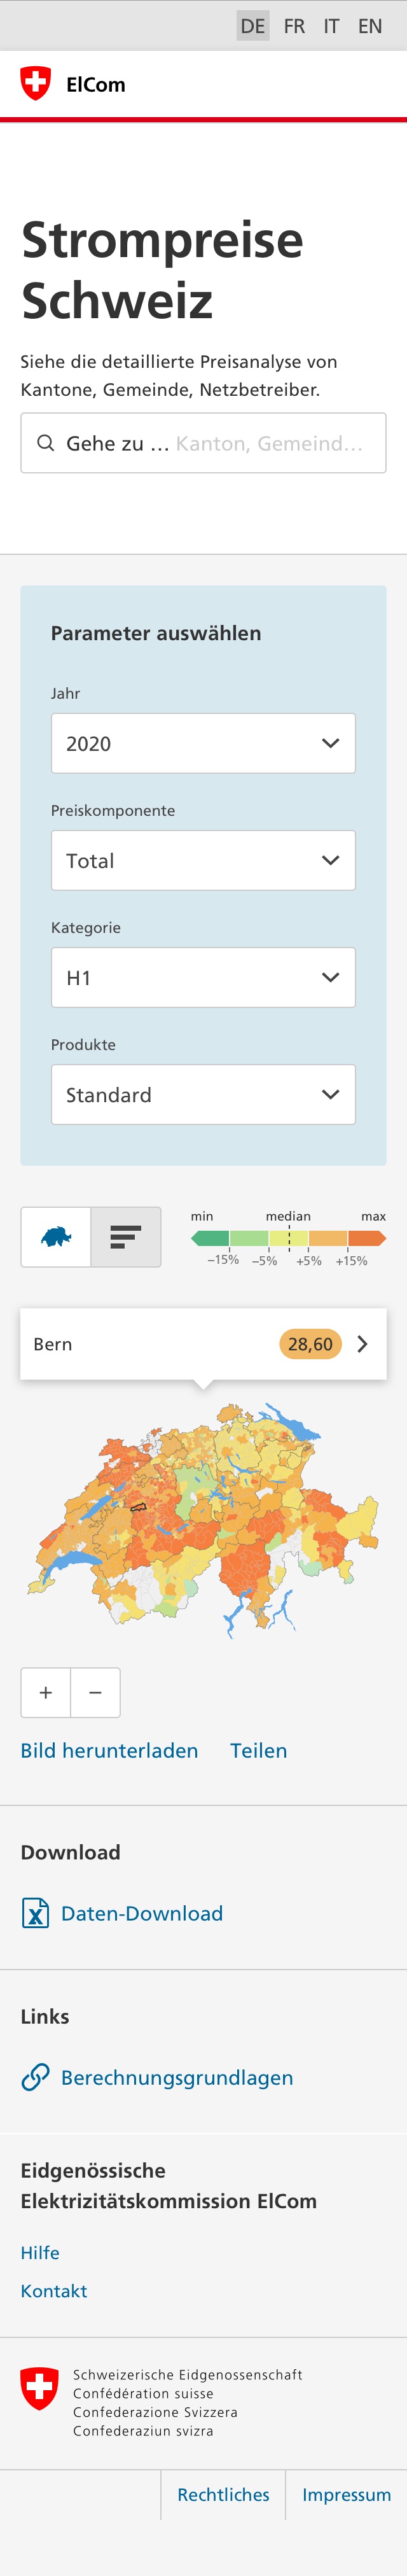 DE FR IT EN
ElCom
Strompreise
Schweiz
Siehe die detaillierte Preisanalyse von
Kantone, Gemeinde, Netzbetreiber.
Gehe zu … Kanton, Gemeind…
Parameter auswählen
Jahr
2020
Preiskomponente
Total
Kategorie
H1
Produkte
Standard
min median max
−15% −5% +5% +15%
Bern 28,60
+ −
Bild herunterladen Teilen
Download
Daten-Download
Links
Berechnungsgrundlagen
Eidgenössische
Elektrizitätskommission ElCom
Hilfe
Kontakt
Schweizerische Eidgenossenschaft
Confédération suisse
Confederazione Svizzera
Confederaziun svizra
Rechtliches Impressum